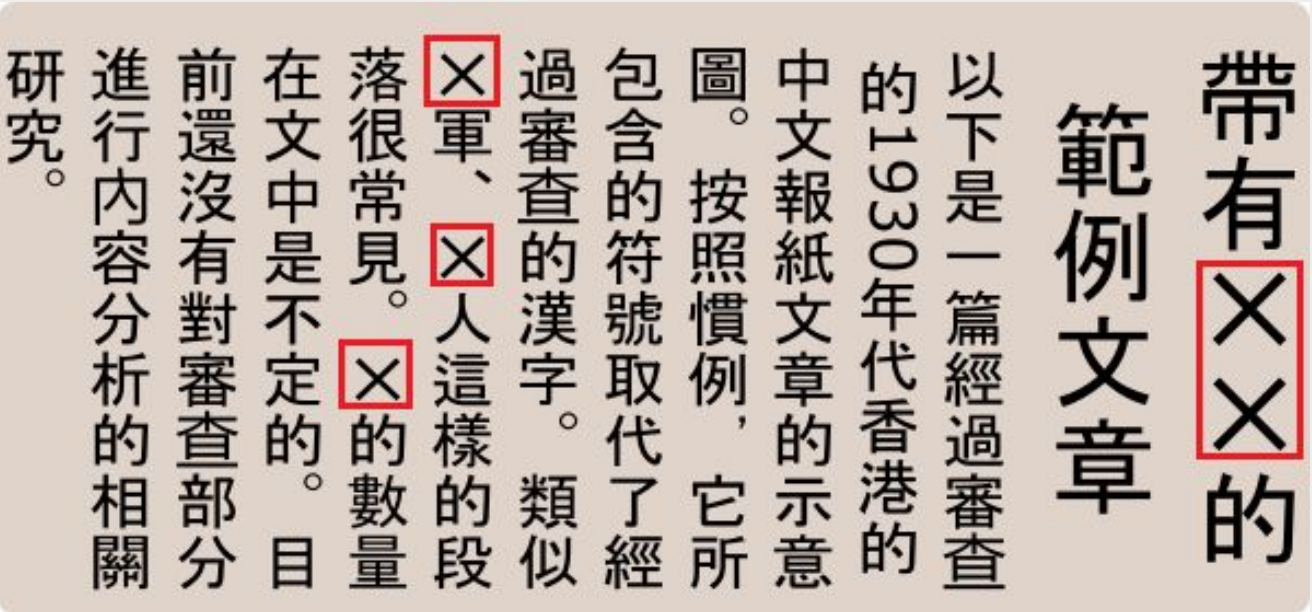 帶有××的
範例文章
以下是一篇經過審查
的1930年代香港的
中文報紙文章的示意
圖。按照慣例，它所
包含的符號取代了經
過審查的漢字。類似
×軍、×人這樣的段
落很常見。×的數量
在文中是不定的。目
前還沒有對審查部分
進行內容分析的相關
研究。